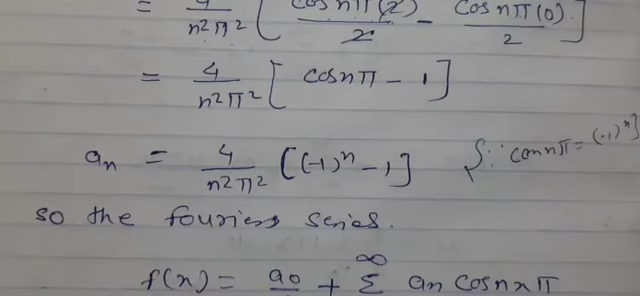 = 4/n²π² [ cos nπ(2)/2 - cos nπ(0)/2 ]
= 4/n²π² [ cos nπ - 1 ]
an = 4/n²π² [(-1)ⁿ - 1] {∵ cos nπ = (-1)ⁿ}
so the fouriers series.
f(x) = a0 + ∞Σ an cos nxπ